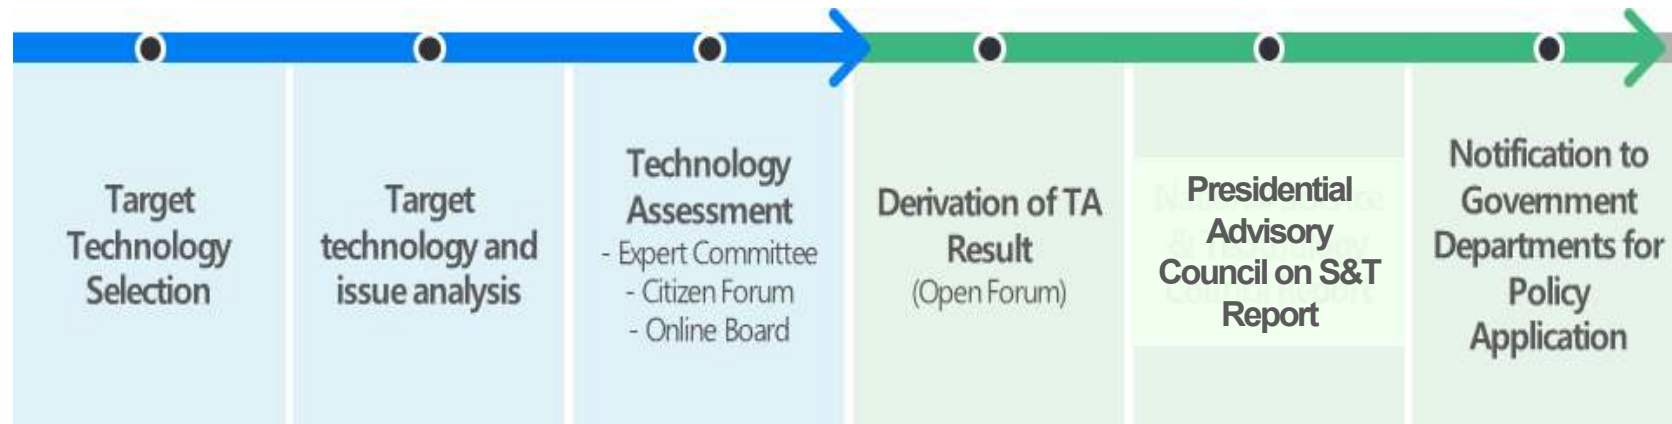 Target
Technology
Selection
Target
technology and
issue analysis
Technology
Assessment
- Expert Committee
- Citizen Forum
- Online Board
Derivation of TA
Result
(Open Forum)
Presidential
Advisory
Council on S&T
Report
Notification to
Government
Departments for
Policy
Application